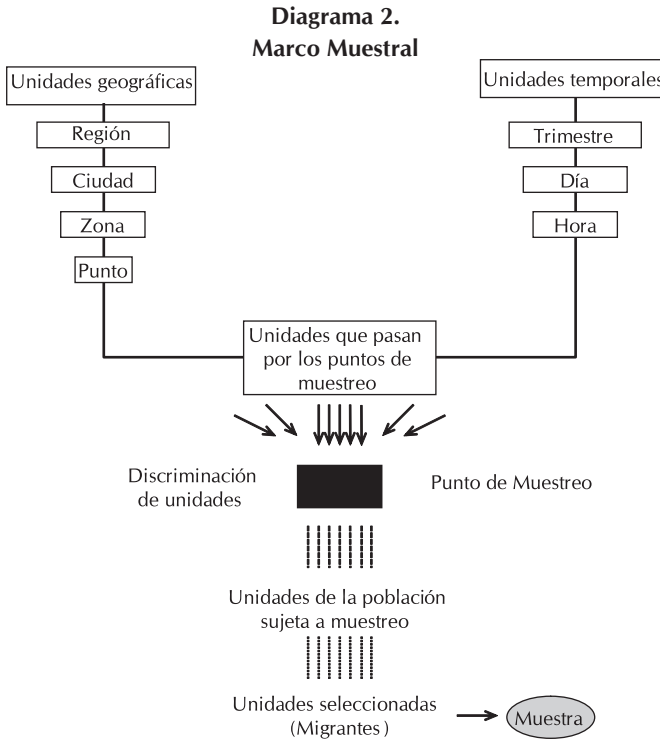 Diagrama 2.
Marco Muestral
Unidades geográficas
Región
Ciudad
Zona
Punto
Unidades temporales
Trimestre
Día
Hora
Unidades que pasan
por los puntos de
muestreo
Discriminación
de unidades
Punto de Muestreo
Unidades de la población
sujeta a muestreo
Unidades seleccionadas
(Migrantes)
Muestra